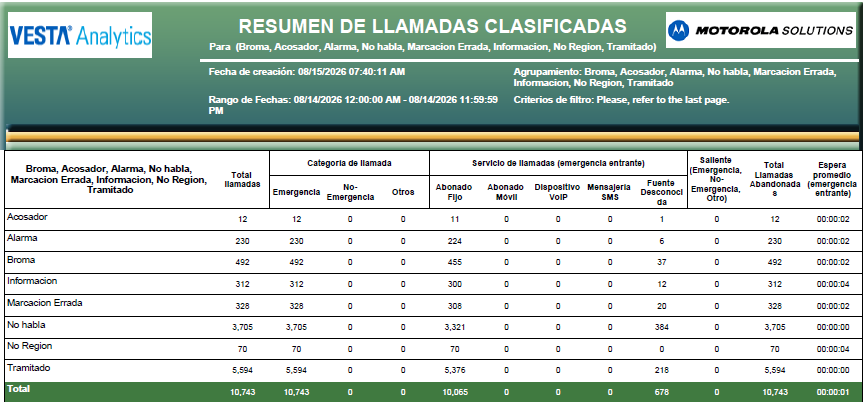 VESTA® Analytics
RESUMEN DE LLAMADAS CLASIFICADAS
MOTOROLA SOLUTIONS
Para (Broma, Acosador, Alarma, No habla, Marcacion Errada, Informacion, No Region, Tramitado)
Fecha de creación: 08/15/2026 07:40:11 AM
Agrupamiento: Broma, Acosador, Alarma, No habla, Marcacion Errada,
Informacion, No Region, Tramitado
Rango de Fechas: 08/14/2026 12:00:00 AM - 08/14/2026 11:59:59
PM
Criterios de filtro: Please, refer to the last page.
Broma, Acosador, Alarma, No habla,
Marcacion Errada, Informacion, No Region,
Tramitado
Total
llamadas
Categoria de llamada
Emergencia
No-
Emergencia
Otros
Servicio de llamadas (emergencia entrante)
Abonado
Fijo
Abonado
Móvil
Dispositivo
VoIP
Mensajeria
SMS
Fuente
Desconoci
da
Saliente
(Emergencia,
No-
Emergencia,
Otro)
Total
Llamadas
Abandonada
s
Espera
promedio
(emergencia
entrante)
Acosador 12 12 0 0 11 0 0 0 1 0 12 00:00:02
Alarma 230 230 0 0 224 0 0 0 6 0 230 00:00:02
Broma 492 492 0 0 455 0 0 0 37 0 492 00:00:02
Informacion 312 312 0 0 300 0 0 0 12 0 312 00:00:04
Marcacion Errada 328 328 0 0 308 0 0 0 20 0 328 00:00:02
No habla 3,705 3,705 0 0 3,321 0 0 0 384 0 3,705 00:00:00
No Region 70 70 0 0 70 0 0 0 0 0 70 00:00:04
Tramitado 5,594 5,594 0 0 5,376 0 0 0 218 0 5,594 00:00:00
Total 10,743 10,743 0 0 10,065 0 0 0 678 0 10,743 00:00:01